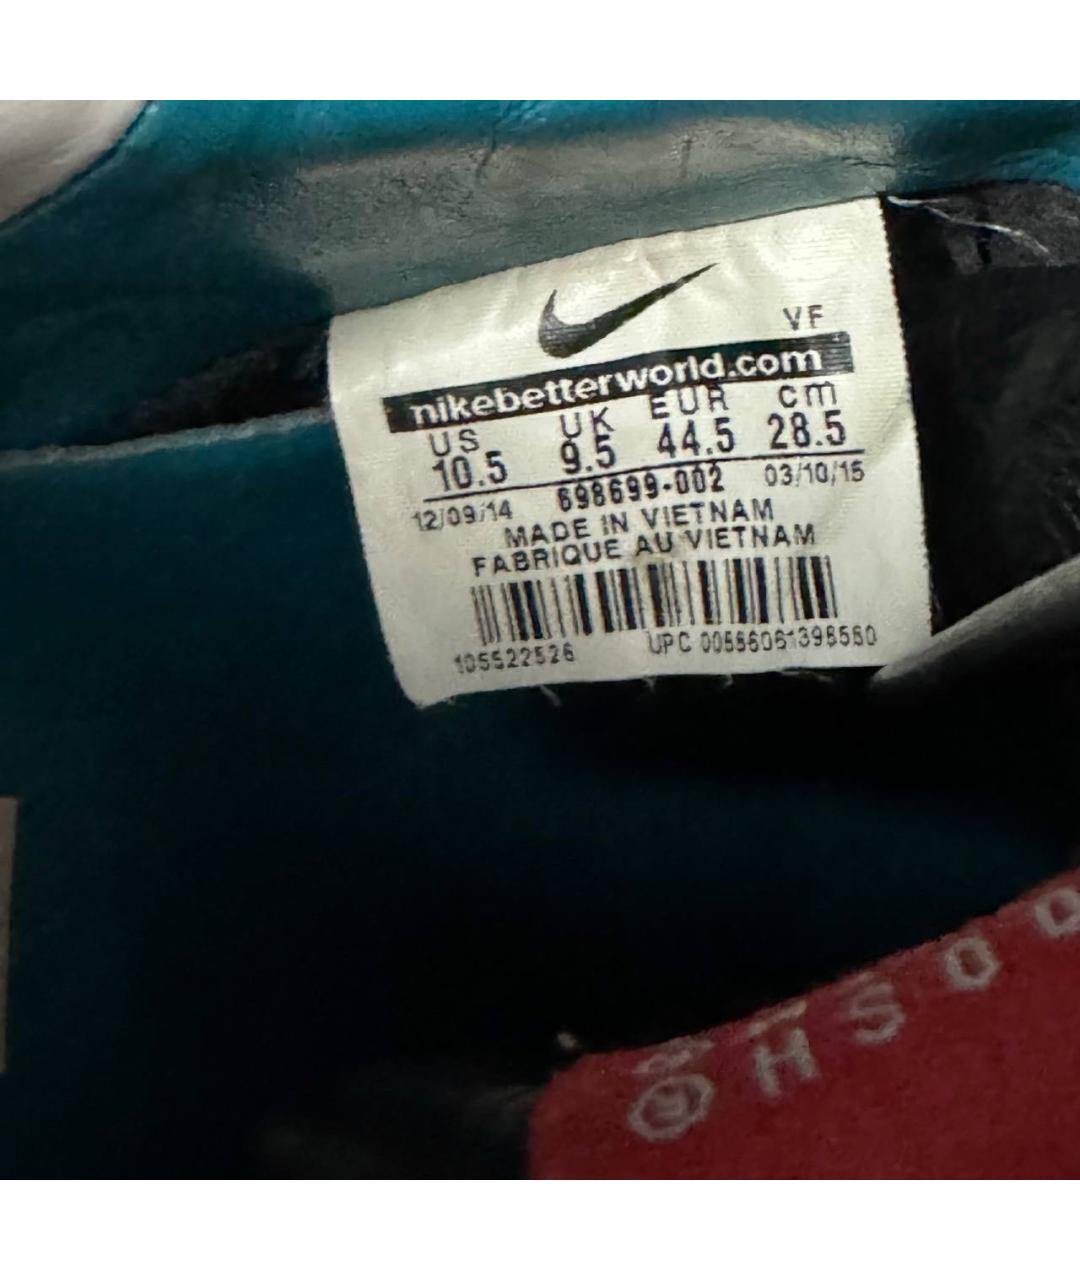 VF
nikebetterworld.com
US UK EUR cm
10.5 9.5 44.5 28.5
12/09/14 698699-002 03/10/15
MADE IN VIETNAM
FABRIQUE AU VIETNAM
105522526 UPC